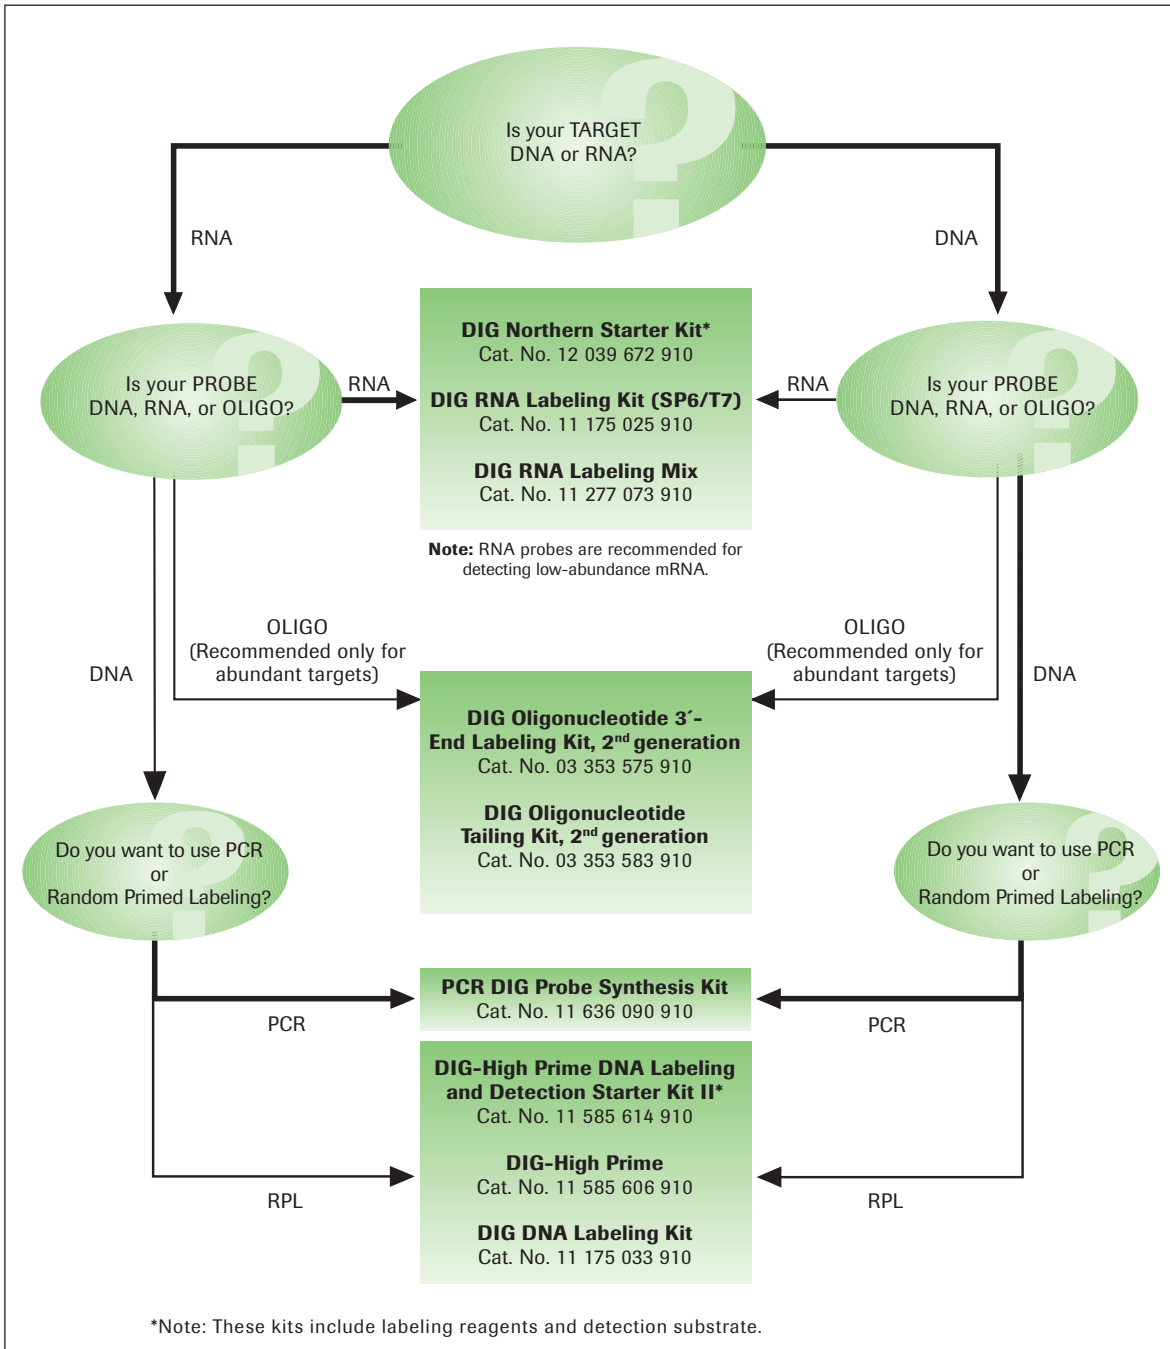 Is your TARGET
DNA or RNA?
RNA
DNA
DIG Northern Starter Kit*
Cat. No. 12 039 672 910
DIG RNA Labeling Kit (SP6/T7)
Cat. No. 11 175 025 910
DIG RNA Labeling Mix
Cat. No. 11 277 073 910
Is your PROBE
DNA, RNA, or OLIGO?
RNA
RNA
Is your PROBE
DNA, RNA, or OLIGO?
Note: RNA probes are recommended for
detecting low-abundance mRNA.
OLIGO
(Recommended only for
abundant targets)
OLIGO
(Recommended only for
abundant targets)
DNA
DNA
DIG Oligonucleotide 3´-
End Labeling Kit, 2nd generation
Cat. No. 03 353 575 910
DIG Oligonucleotide
Tailing Kit, 2nd generation
Cat. No. 03 353 583 910
Do you want to use PCR
or
Random Primed Labeling?
Do you want to use PCR
or
Random Primed Labeling?
PCR DIG Probe Synthesis Kit
Cat. No. 11 636 090 910
PCR
PCR
DIG-High Prime DNA Labeling
and Detection Starter Kit II*
Cat. No. 11 585 614 910
DIG-High Prime
Cat. No. 11 585 606 910
RPL
RPL
DIG DNA Labeling Kit
Cat. No. 11 175 033 910
*Note: These kits include labeling reagents and detection substrate.